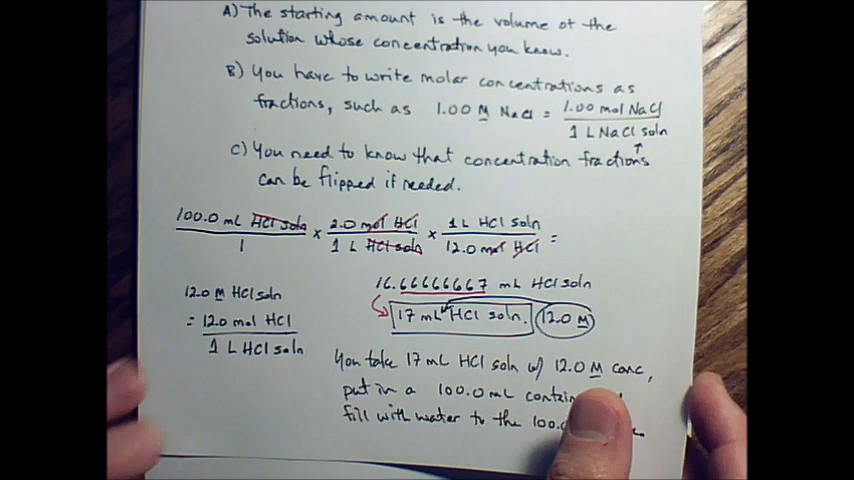 A) The starting amount is the volume of the
solution whose concentration you know.
B) You have to write molar concentrations as
fractions, such as 1.00 M NaCl = 1.00 mol NaCl / 1 L NaCl soln
C) You need to know that concentration fractions
can be flipped if needed.
100.0 mL HCl soln / 1 x 2.0 mol HCl / 1 L HCl soln x 1 L HCl soln / 12.0 mol HCl =
16.66666667 mL HCl soln
17 mL HCl soln. 12.0 M
12.0 M HCl soln
= 12.0 mol HCl / 1 L HCl soln
You take 17 mL HCl soln w/ 12.0 M conc,
put in a 100.0 mL
fill with water to the